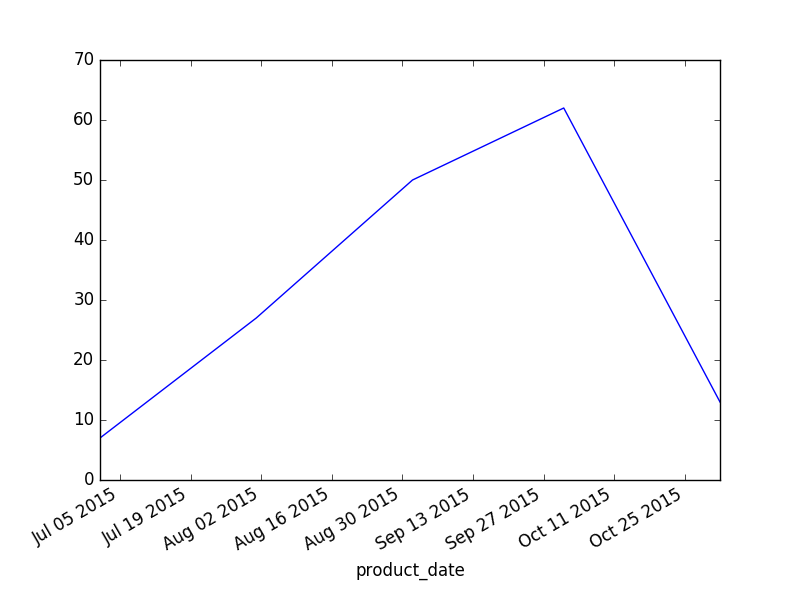 70
60
50
40
30
20
10
0
Jul 05 2015
Jul 19 2015
Aug 02 2015
Aug 16 2015
Aug 30 2015
Sep 13 2015
Sep 27 2015
Oct 11 2015
Oct 25 2015
product_date